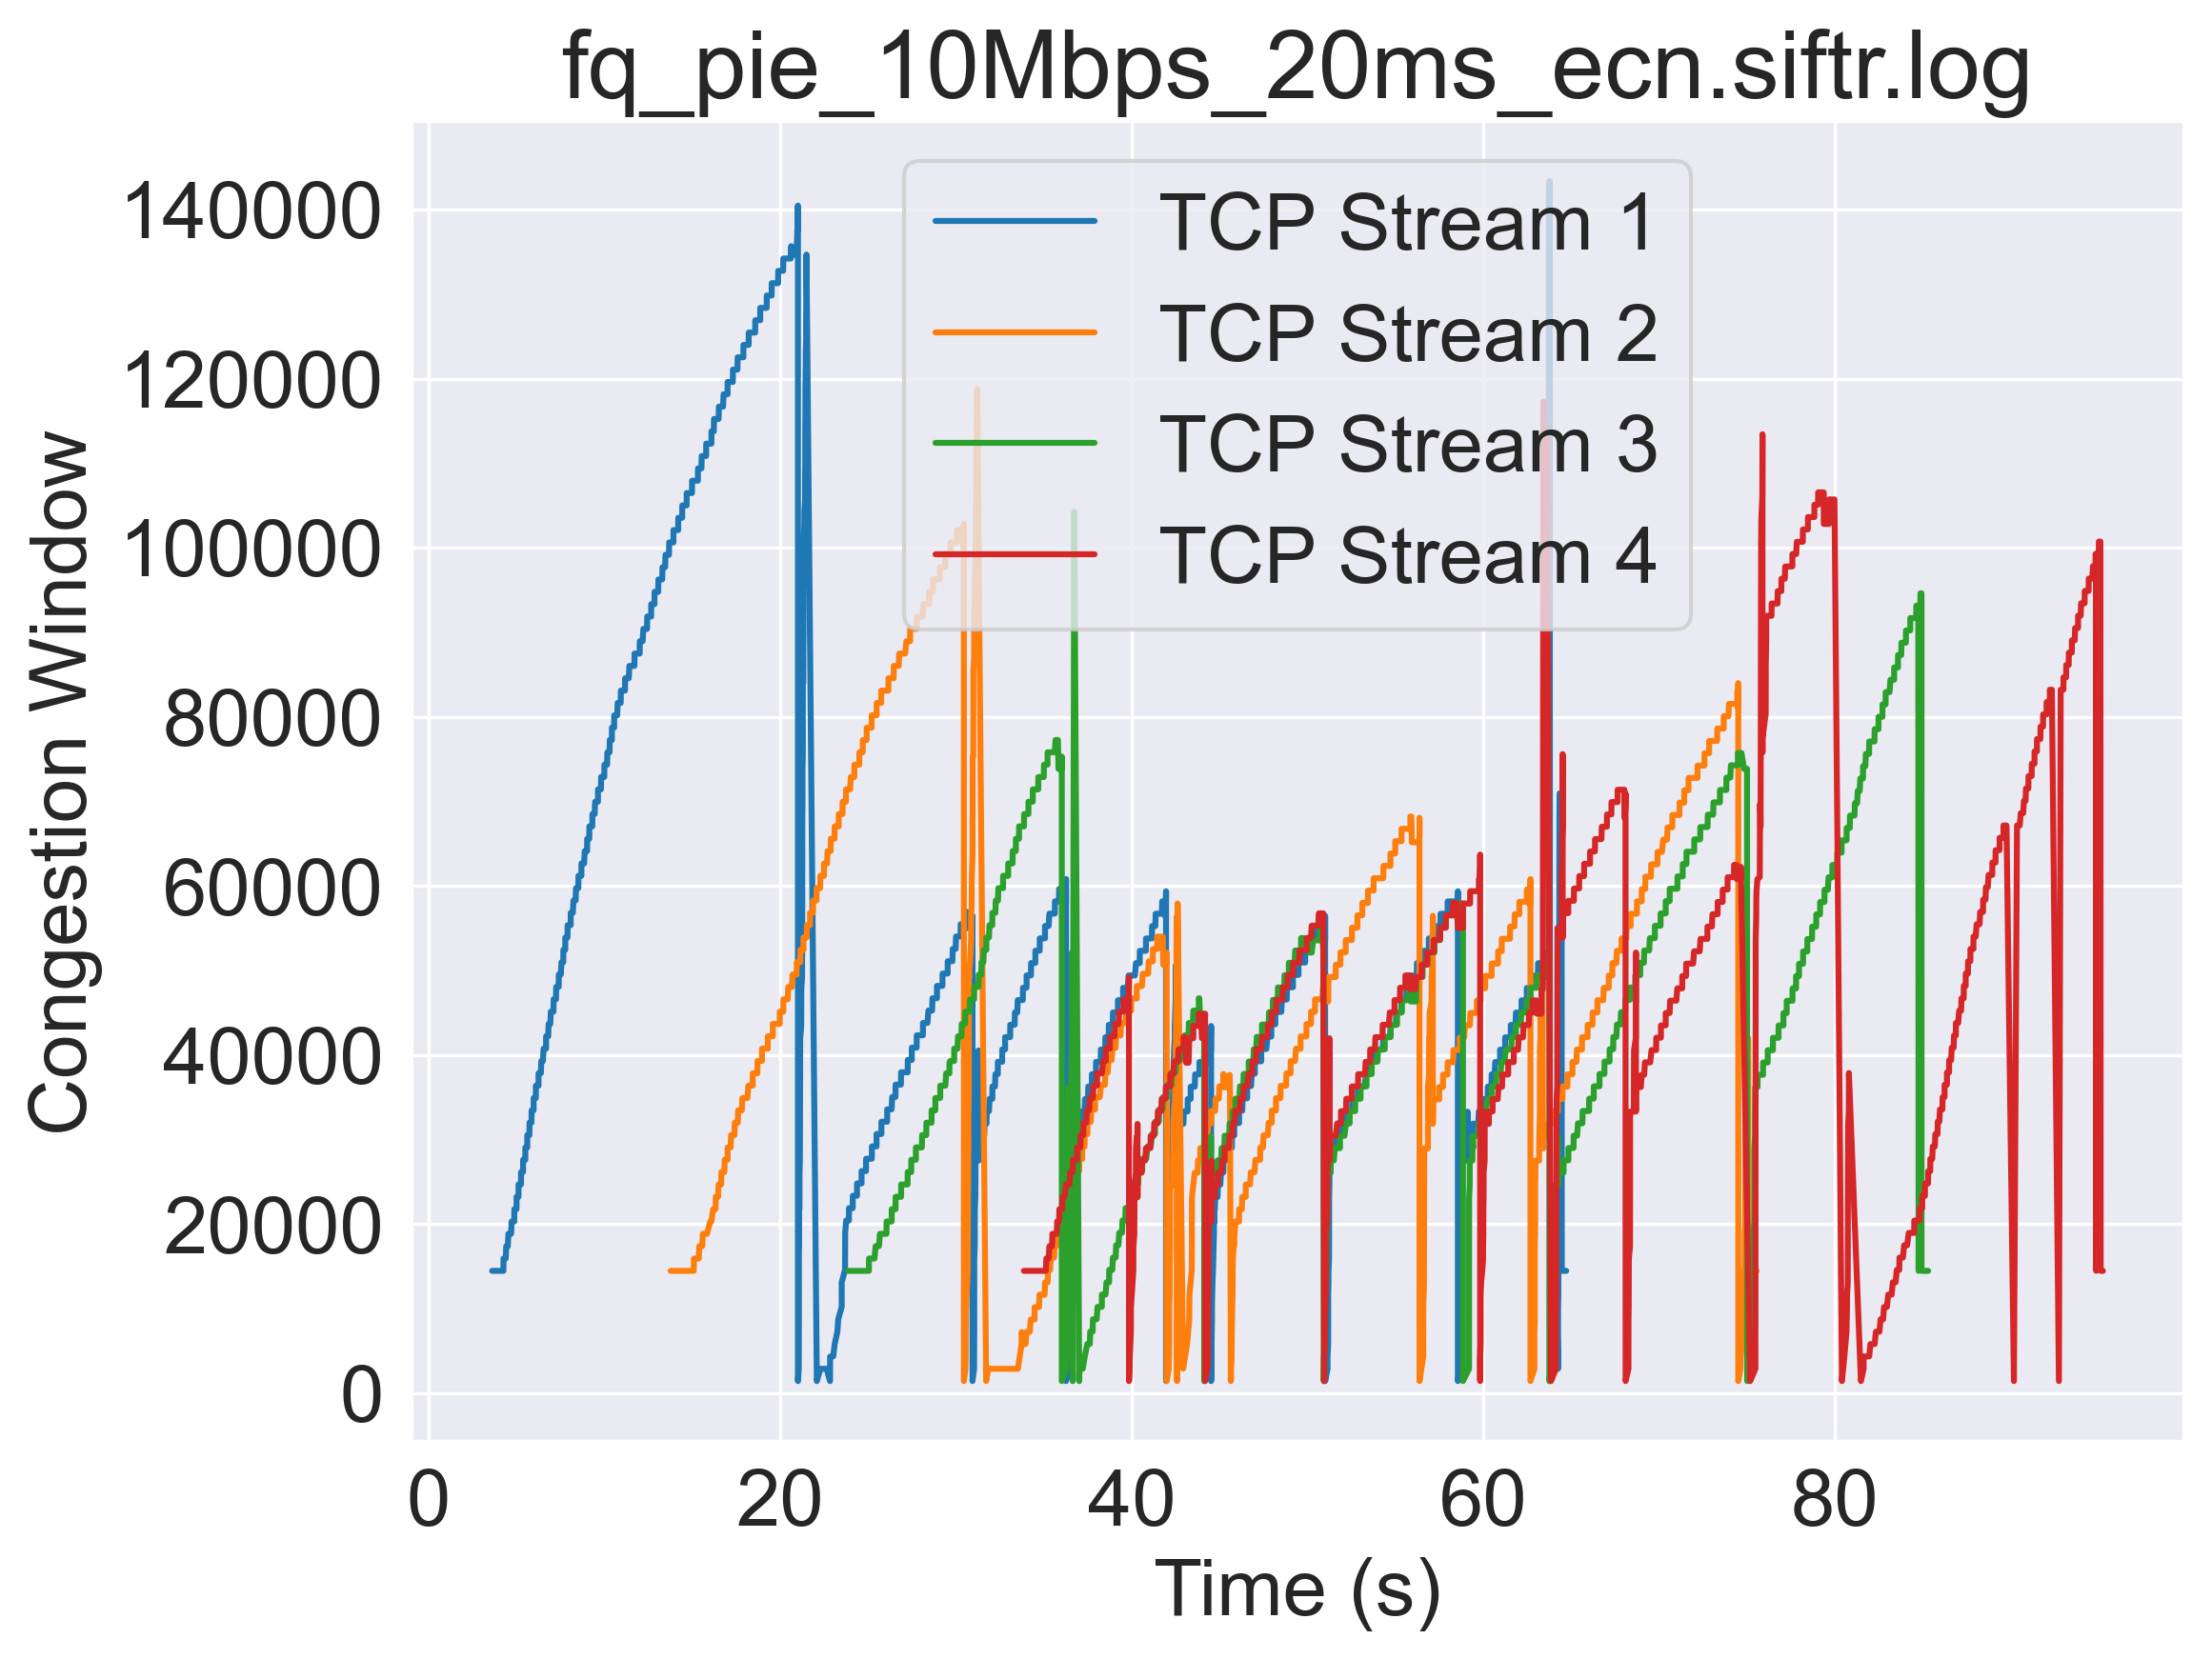 fq_pie_10Mbps_20ms_ecn.siftr.log
Congestion Window
140000
120000
100000
80000
60000
40000
20000
0
TCP Stream 1
TCP Stream 2
TCP Stream 3
TCP Stream 4
0 20 40 60 80
Time (s)